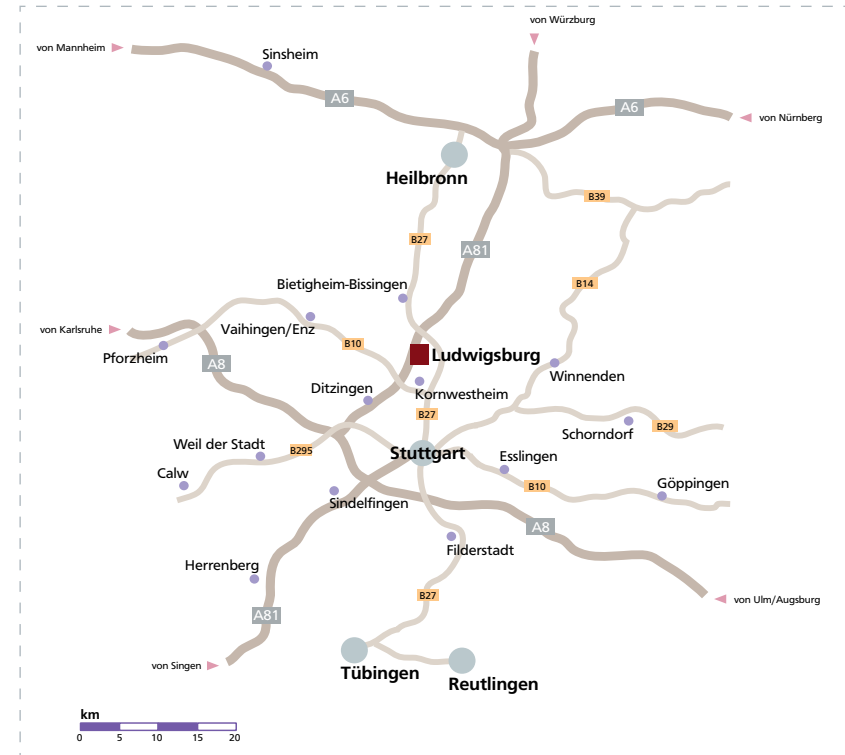 von Würzburg
von Mannheim
Sinsheim
A6
A6
von Nürnberg
Heilbronn
B39
B27
A81
Bietigheim-Bissingen
B14
von Karlsruhe
Vaihingen/Enz
B10
Pforzheim
A8
Ludwigsburg
Winnenden
Ditzingen
Kornwestheim
B27
Schorndorf
B29
Weil der Stadt
B295
Stuttgart
Esslingen
Calw
B10
Göppingen
Sindelfingen
A8
Filderstadt
Herrenberg
B27
von Ulm/Augsburg
A81
von Singen
Tübingen
Reutlingen
km
0 5 10 15 20